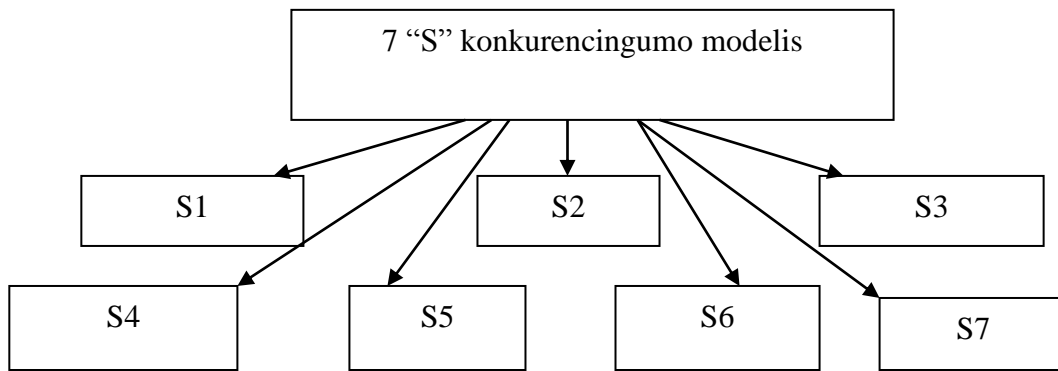 7 “S” konkurencingumo modelis
S1
S2
S3
S4
S5
S6
S7